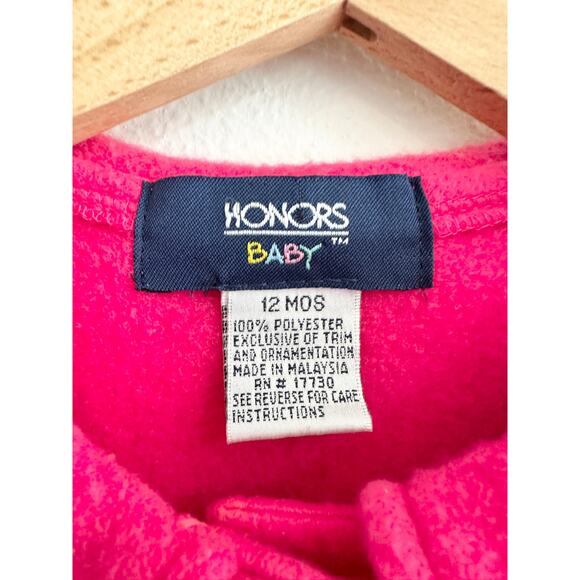 HONORS
BABY™
12 MOS
100% POLYESTER
EXCLUSIVE OF TRIM
AND ORNAMENTATION
MADE IN MALAYSIA
RN # 17730
SEE REVERSE FOR CARE
INSTRUCTIONS